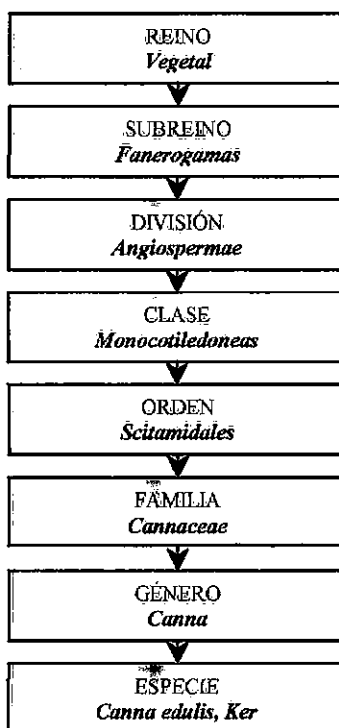 REINO
Vegetal
SUBREINO
Fanerogamas
DIVISIÓN
Angiospermae
CLASE
Monocotiledoneas
ORDEN
Scitamidales
FAMILIA
Cannaceae
GÉNERO
Canna
ESPECIE
Canna edulis, Ker